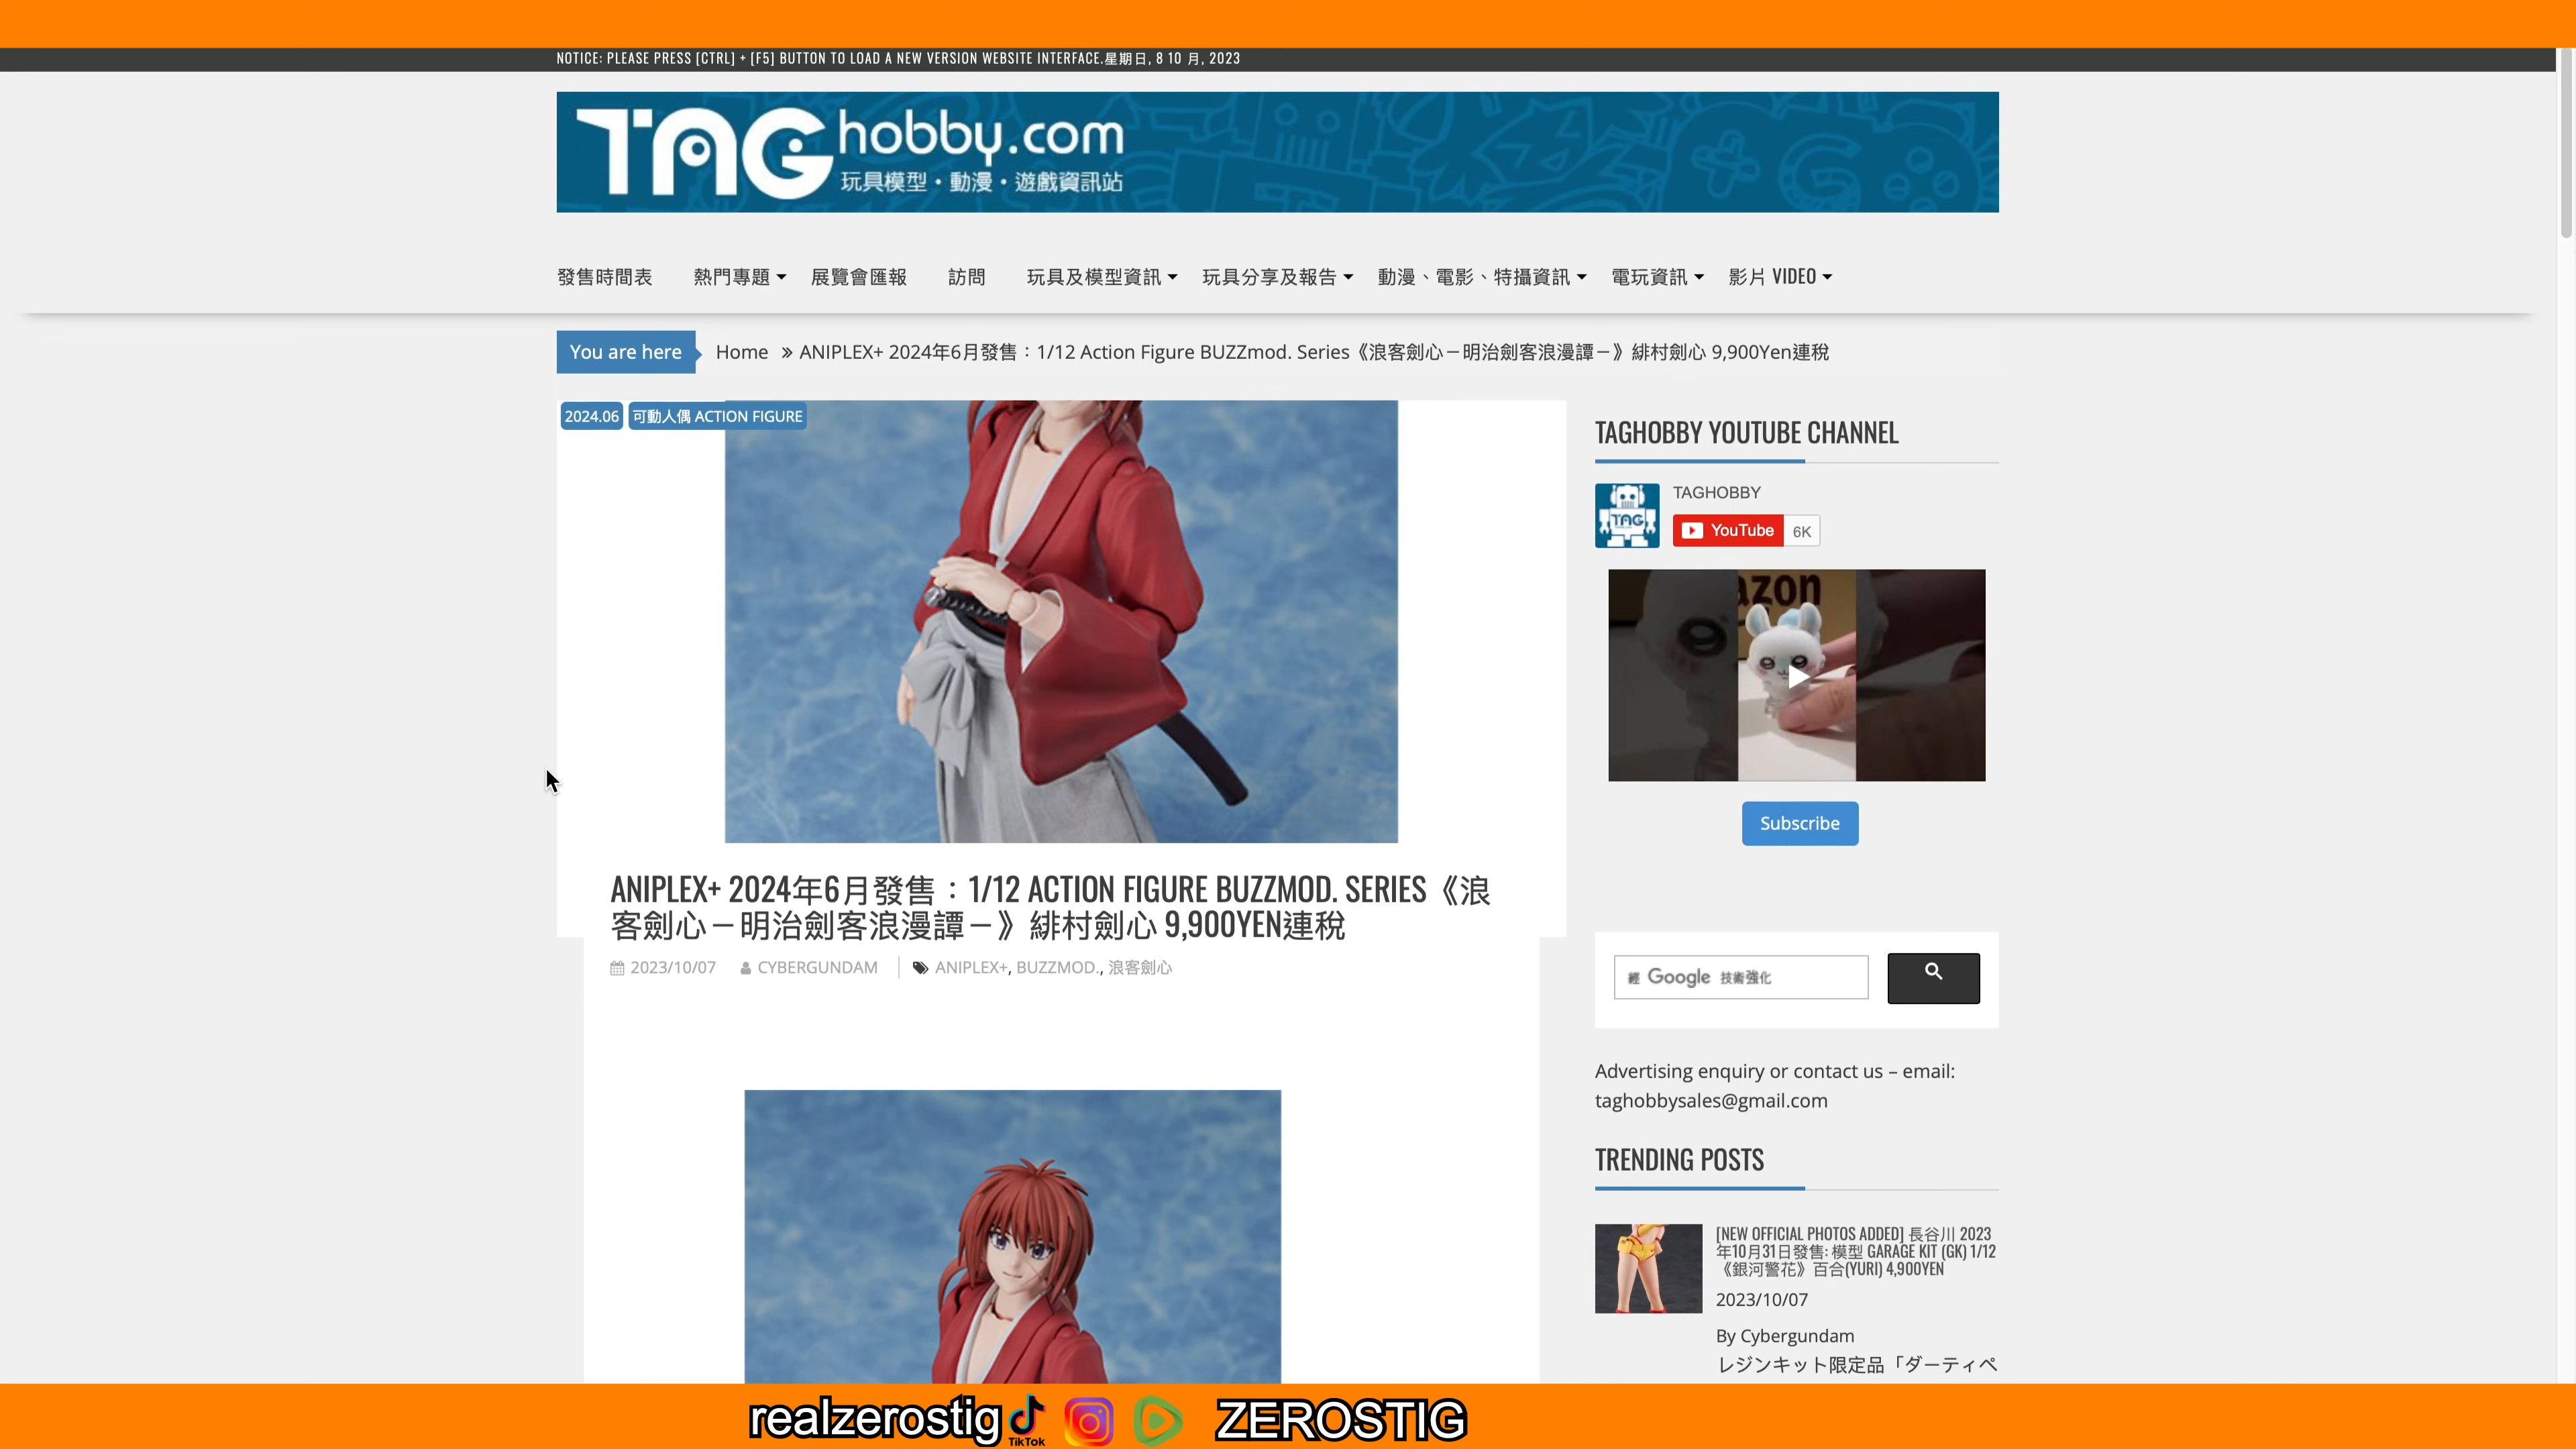 NOTICE: PLEASE PRESS [CTRL] + [F5] BUTTON TO LOAD A NEW VERSION WEBSITE INTERFACE.星期日, 8 10 月, 2023
TAG hobby.com
玩具模型・動漫・遊戲資訊站
發售時間表 熱門專題 展覽會匯報 訪問 玩具及模型資訊 玩具分享及報告 動漫、電影、特攝資訊 電玩資訊 影片 VIDEO
You are here Home » ANIPLEX+ 2024年6月發售：1/12 Action Figure BUZZmod. Series《浪客劍心－明治劍客浪漫譚－》緋村劍心 9,900Yen連稅
2024.06 可動人偶 ACTION FIGURE
ANIPLEX+ 2024年6月發售：1/12 ACTION FIGURE BUZZMOD. SERIES《浪
客劍心－明治劍客浪漫譚－》緋村劍心 9,900YEN連稅
2023/10/07 CYBERGUNDAM ANIPLEX+, BUZZMOD., 浪客劍心
TAGHOBBY YOUTUBE CHANNEL
TAG
TAGHOBBY
YouTube 6K
azon
Subscribe
經 Google 技術強化
Advertising enquiry or contact us – email:
taghobbysales@gmail.com
TRENDING POSTS
[NEW OFFICIAL PHOTOS ADDED] 長谷川 2023
年10月31日發售: 模型 GARAGE KIT (GK) 1/12
《銀河警花》百合(YURI) 4,900YEN
2023/10/07
By Cybergundam
レジンキット限定品「ダーティペ
realzerostig TikTok ZEROSTIG